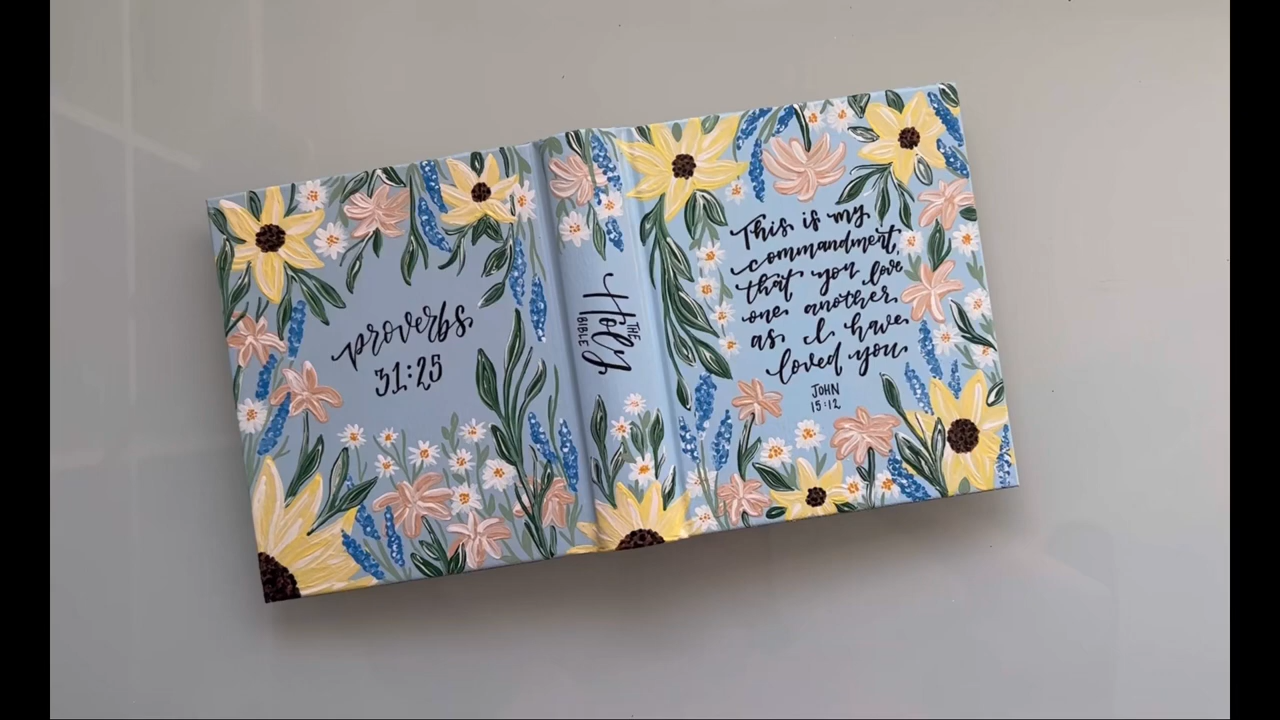 proverbs
31:25
THE
Holy
BIBLE
This is my
commandment,
that you love
one another
as I have
loved you
JOHN
15:12